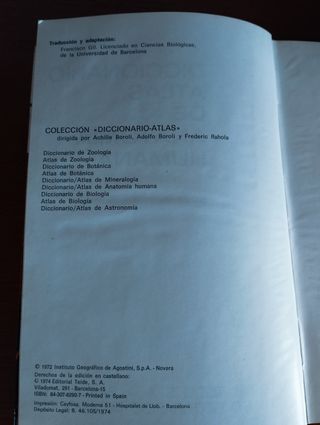 Traducción y adaptación:
Francisco Gil. Licenciado en Ciencias Biológicas,
de la Universidad de Barcelona
COLECCIÓN «DICCIONARIO-ATLAS»
dirigida por Achille Boroli, Adolfo Boroli y Frederic Rahola
Diccionario de Zoología
Atlas de Zoología
Diccionario de Botánica
Atlas de Botánica
Diccionario/Atlas de Mineralogía
Diccionario/Atlas de Anatomía humana
Diccionario de Biología
Atlas de Biología
Diccionario/Atlas de Astronomía
© 1972 Instituto Geográfico de Agostini, S.p.A. - Novara
Derechos de la edición en castellano:
© 1974 Editorial Teide, S. A.
Viladomat, 291 - Barcelona-15
ISBN: 84-307-8290-7 - Printed in Spain
Impresión: Gayfosa, Moderna 51 - Hospitalet de Llob. - Barcelona
Depósito Legal: B. 46.105/1974